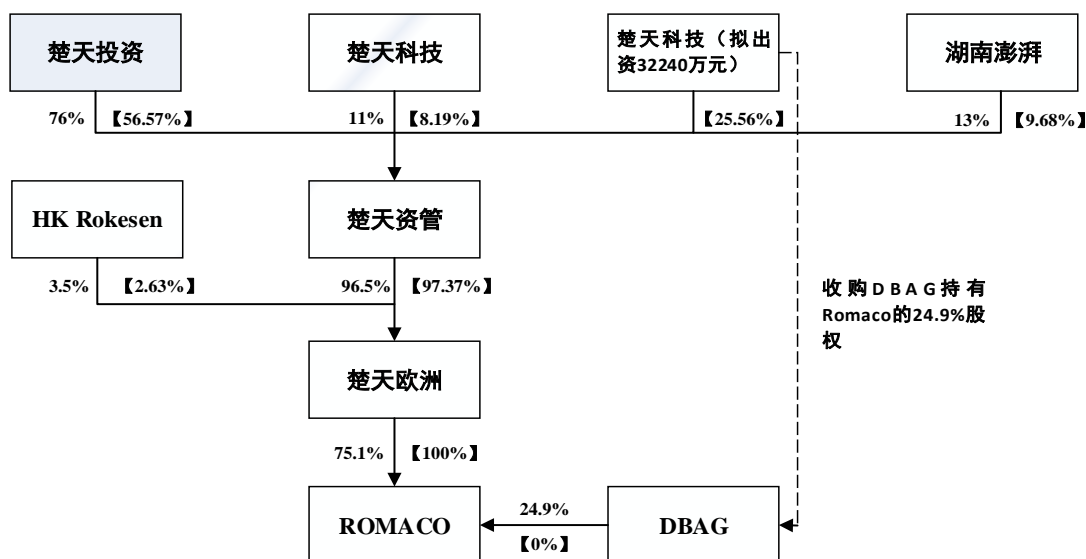 楚天投资
楚天科技
楚天科技（拟出
资32240万元）
湖南澎湃
76% 【56.57%】
11% 【8.19%】
【25.56%】
13% 【9.68%】
HK Rokesen
楚天资管
3.5% 【2.63%】
96.5% 【97.37%】
收购DBAG持有
Romaco的24.9%股
权
楚天欧洲
75.1% 【100%】
ROMACO
24.9%
【0%】
DBAG